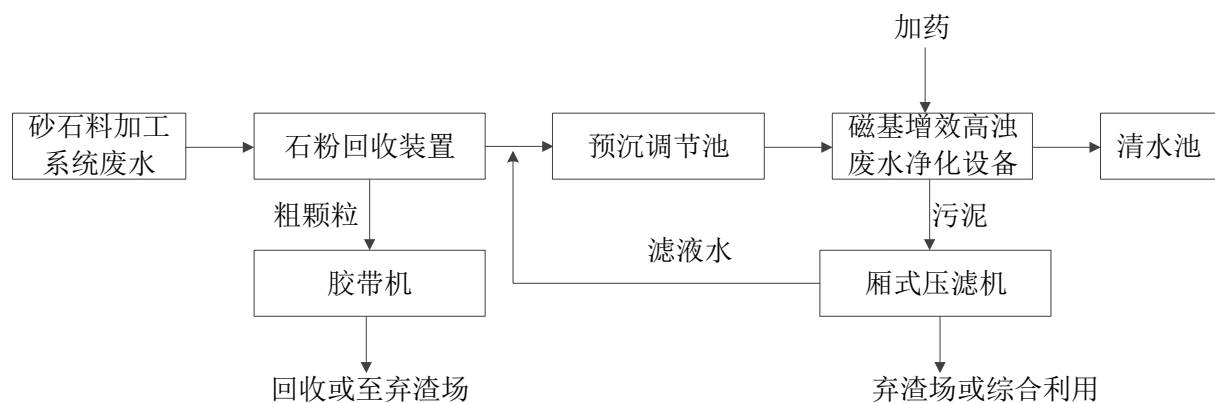 加药
砂石料加工
系统废水
石粉回收装置
预沉调节池
磁基增效高浊
废水净化设备
清水池
粗颗粒
污泥
滤液水
胶带机
厢式压滤机
回收或至弃渣场
弃渣场或综合利用